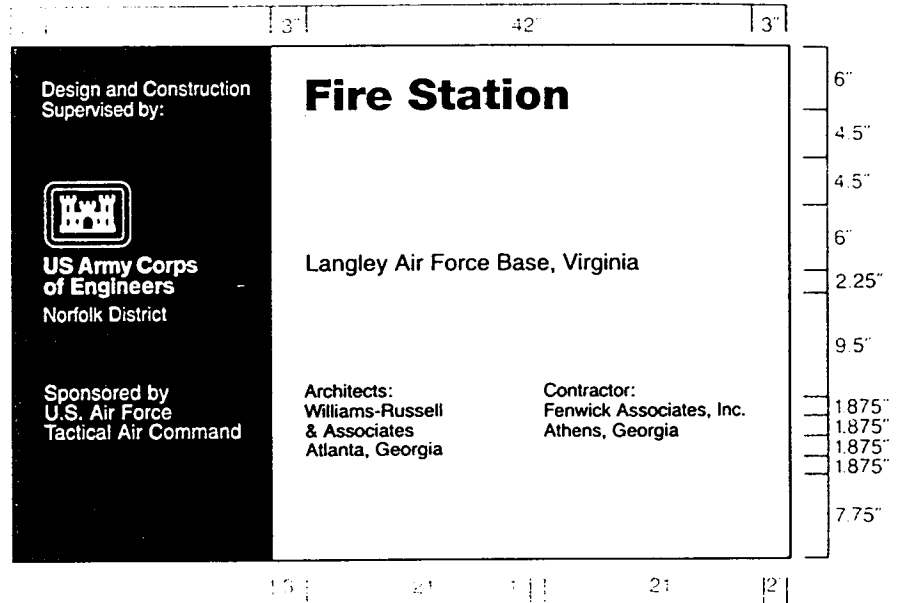 3" 42" 3"
Design and Construction
Supervised by:
US Army Corps
of Engineers
Norfolk District
Sponsored by
U.S. Air Force
Tactical Air Command
Fire Station
Langley Air Force Base, Virginia
Architects:
Williams-Russell
& Associates
Atlanta, Georgia
Contractor:
Fenwick Associates, Inc.
Athens, Georgia
6"
4.5"
4.5"
6"
2.25"
9.5"
1.875"
1.875"
1.875"
1.875"
7.75"
21 21 2"